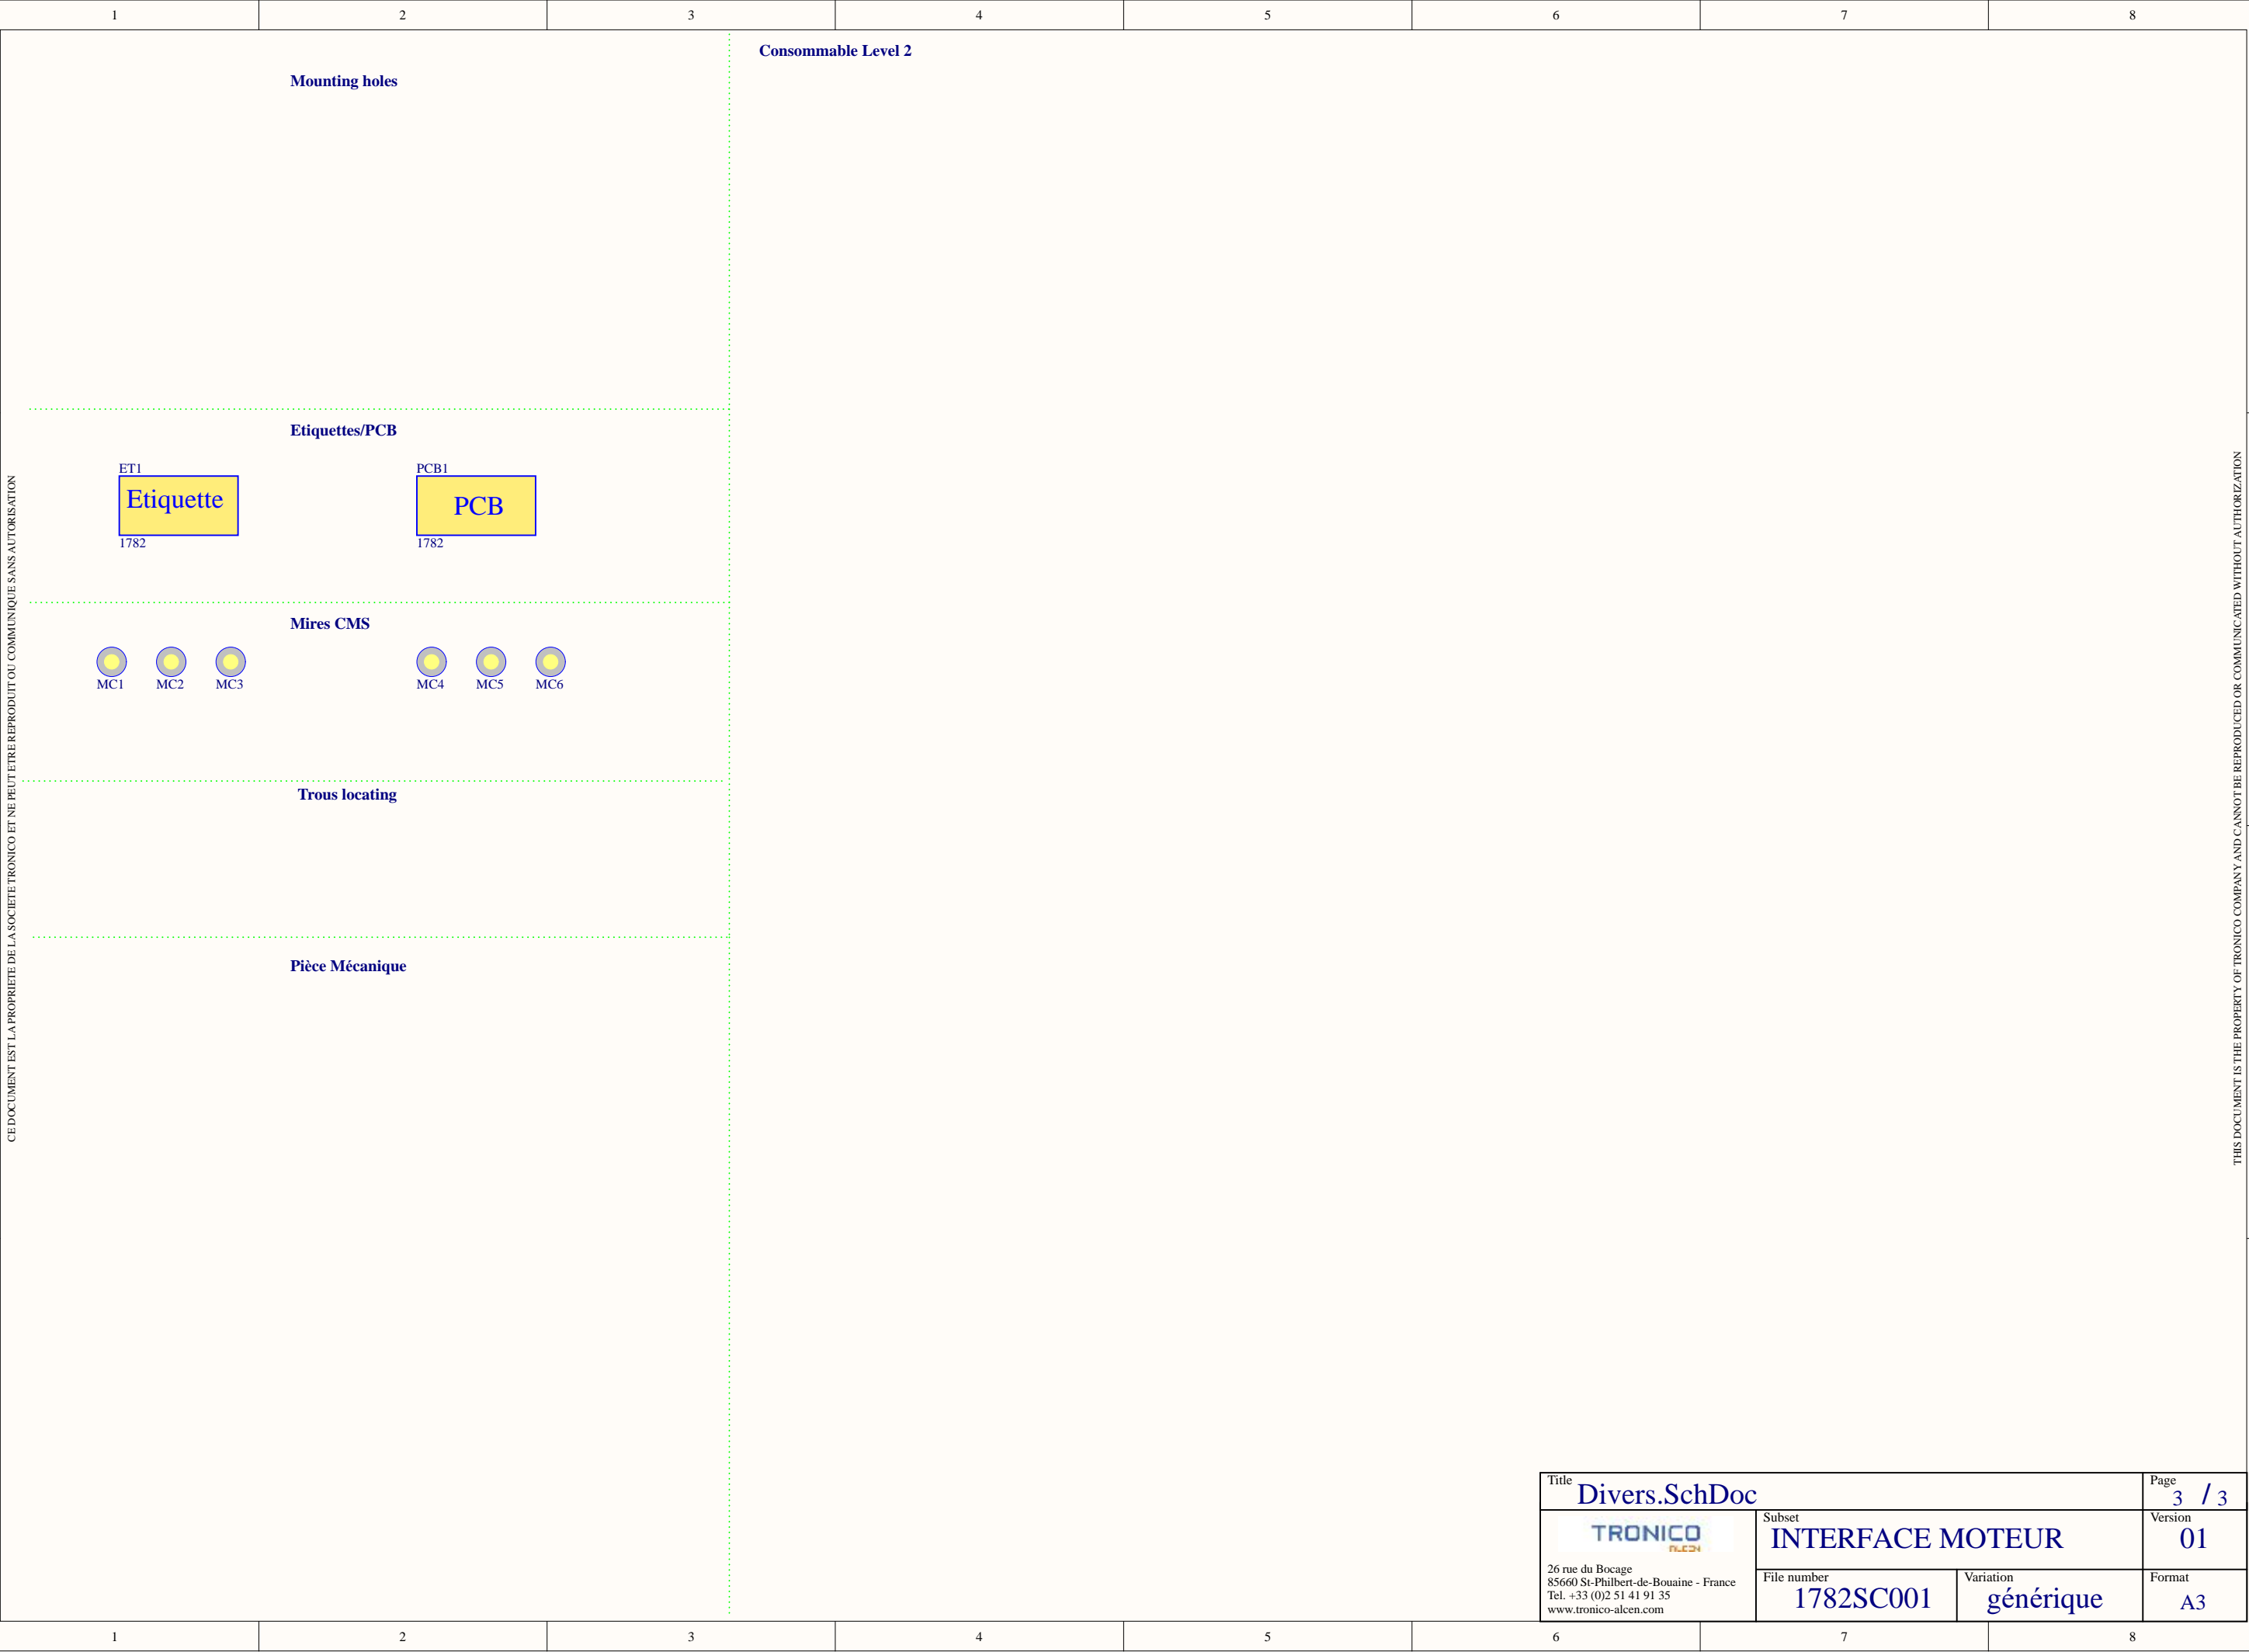 1 2 3 4 5 6 7 8
Consommable Level 2
Mounting holes
Etiquettes/PCB
ET1 PCB1
Etiquette PCB
1782 1782
Mires CMS
MC1 MC2 MC3 MC4 MC5 MC6
Trous locating
Pièce Mécanique
CE DOCUMENT EST LA PROPRIETE DE LA SOCIETE TRONICO ET NE PEUT ETRE REPRODUIT OU COMMUNIQUE SANS AUTORISATION
THIS DOCUMENT IS THE PROPERTY OF TRONICO COMPANY AND CANNOT BE REPRODUCED OR COMMUNICATED WITHOUT AUTHORIZATION
Title Divers.SchDoc
Page 3 / 3
TRONICO
ALCEN
26 rue du Bocage
85660 St-Philbert-de-Bouaine - France
Tel. +33 (0)2 51 41 91 35
www.tronico-alcen.com
Subset
INTERFACE MOTEUR
Version
01
File number
1782SC001
Variation
générique
Format
A3
1 2 3 4 5 6 7 8